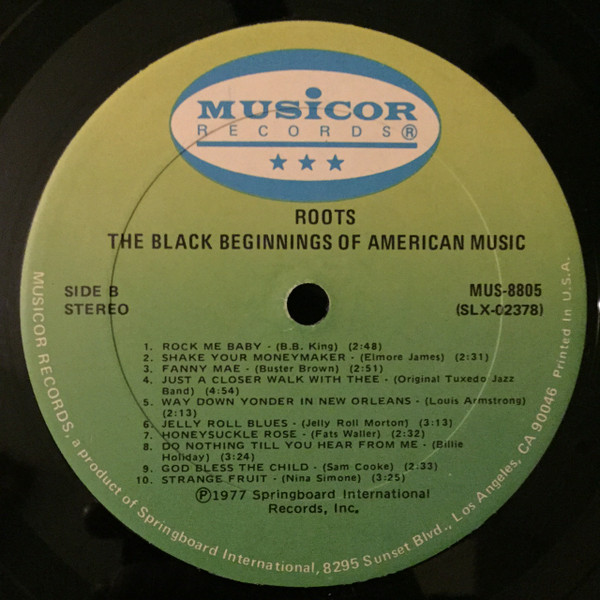 MUSiCOR
RECORDS®
ROOTS
THE BLACK BEGINNINGS OF AMERICAN MUSIC
SIDE B
STEREO
MUS-8805
(SLX-02378)
1. ROCK ME BABY - (B.B. King) (2:48)
2. SHAKE YOUR MONEYMAKER - (Elmore James) (2:31)
3. FANNY MAE - (Buster Brown) (2:51)
4. JUST A CLOSER WALK WITH THEE - (Original Tuxedo Jazz
Band) (4:54)
5. WAY DOWN YONDER IN NEW ORLEANS - (Louis Armstrong)
(2:13)
6. JELLY ROLL BLUES - (Jelly Roll Morton) (3:13)
7. HONEYSUCKLE ROSE - (Fats Waller) (2:32)
8. DO NOTHING TILL YOU HEAR FROM ME - (Billie
Holiday) (3:24)
9. GOD BLESS THE CHILD - (Sam Cooke) (2:33)
10. STRANGE FRUIT - (Nina Simone) (3:25)
℗1977 Springboard International
Records, Inc.
MUSICOR RECORDS, a product of Springboard International, 8295 Sunset Blvd., Los Angeles, CA 90046 Printed In U.S.A.